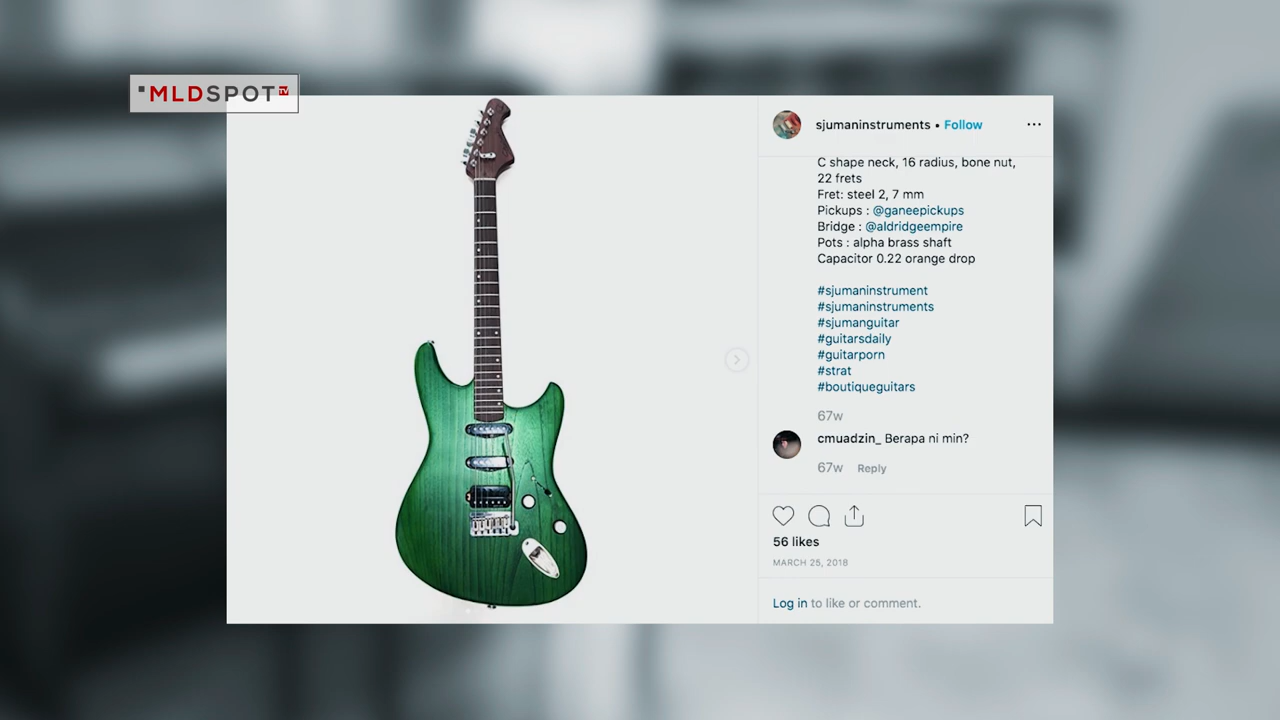 MLDSPOT TV
sjumaninstruments • Follow
C shape neck, 16 radius, bone nut,
22 frets
Fret: steel 2, 7 mm
Pickups : @ganeepickups
Bridge : @aldridgeempire
Pots : alpha brass shaft
Capacitor 0.22 orange drop
#sjumaninstrument
#sjumaninstruments
#sjumanguitar
#guitarsdaily
#guitarporn
#strat
#boutiqueguitars
67w
cmuadzin_ Berapa ni min?
67w Reply
56 likes
MARCH 25, 2018
Log in to like or comment.